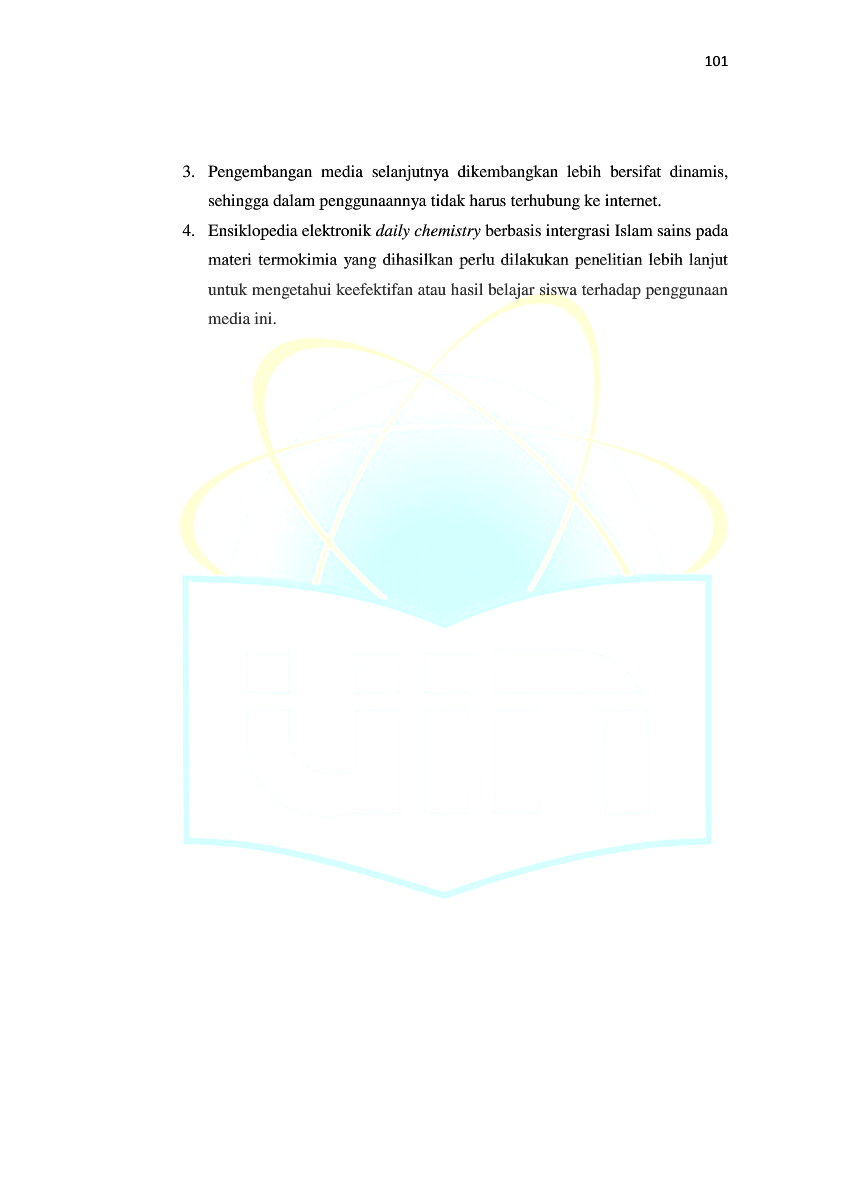 101
3. Pengembangan media selanjutnya dikembangkan lebih bersifat dinamis,
sehingga dalam penggunaannya tidak harus terhubung ke internet.
4. Ensiklopedia elektronik daily chemistry berbasis intergrasi Islam sains pada
materi termokimia yang dihasilkan perlu dilakukan penelitian lebih lanjut
untuk mengetahui keefektifan atau hasil belajar siswa terhadap penggunaan
media ini.